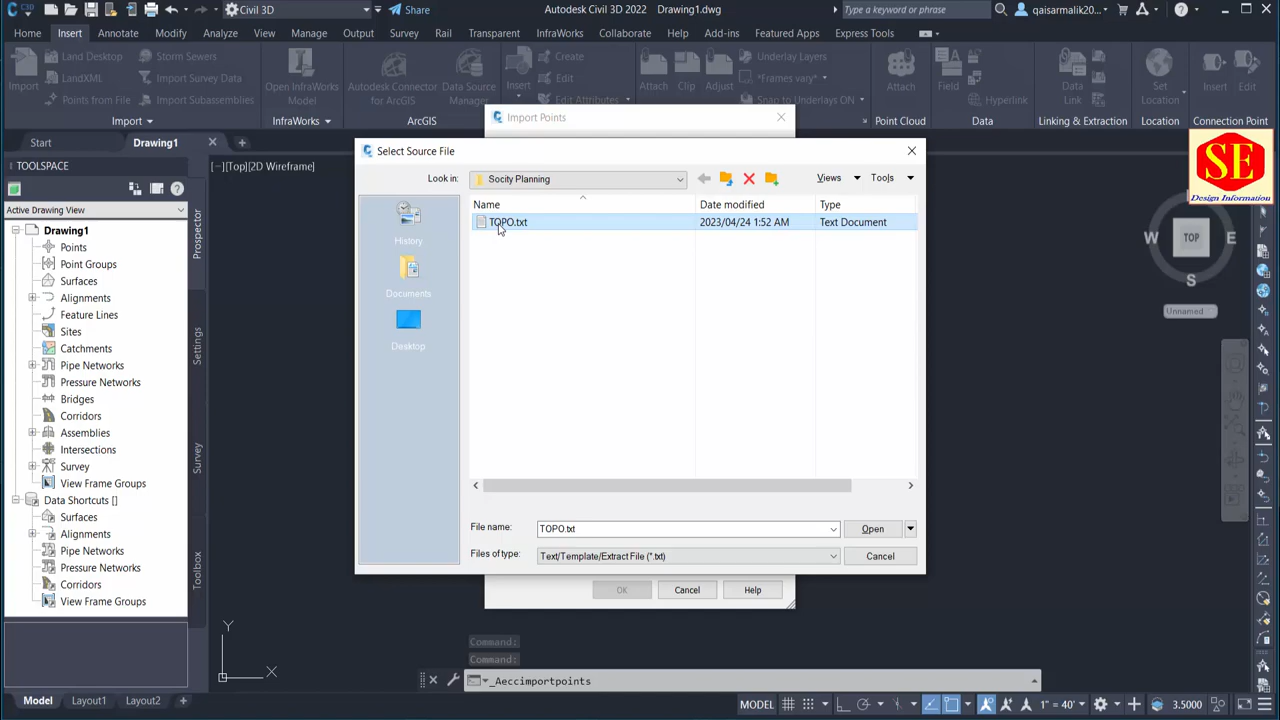 C3D
Civil 3D
Share
Autodesk Civil 3D 2022
Drawing1.dwg
Type a keyword or phrase
qaisarmalik20...
Home
Insert
Annotate
Modify
Analyze
View
Manage
Output
Survey
Rail
Transparent
InfraWorks
Collaborate
Help
Add-ins
Featured Apps
Express Tools
Import
Land Desktop
LandXML
Points from File
Storm Sewers
Import Survey Data
Import Subassemblies
Import
Open InfraWorks
Model
InfraWorks
Autodesk Connector
for ArcGIS
Data Source
Manager
ArcGIS
Insert
Create
Edit
Edit Attributes
Attach
Clip
Adjust
Underlay Layers
*Frames vary*
Snap to Underlays ON
Attach
Point Cloud
Field
Hyperlink
Data
Data
Link
Linking & Extraction
Set
Location
Location
Insert
Edit
Connection Point
Start
Drawing1
TOOLSPACE
[−][Top][2D Wireframe]
Active Drawing View
Drawing1
Points
Point Groups
Surfaces
Alignments
Feature Lines
Sites
Catchments
Pipe Networks
Pressure Networks
Bridges
Corridors
Assemblies
Intersections
Survey
View Frame Groups
Data Shortcuts []
Surfaces
Alignments
Pipe Networks
Pressure Networks
Corridors
View Frame Groups
Prospector
Settings
Survey
Toolbox
Import Points
Select Source File
Look in:
Socity Planning
Views
Tools
Name
Date modified
Type
TOPO.txt
2023/04/24 1:52 AM
Text Document
History
Documents
Desktop
File name:
TOPO.txt
Open
Files of type:
Text/Template/Extract File (*.txt)
Cancel
OK
Cancel
Help
SE
Design Information
W
TOP
E
S
Unnamed
Y
X
Command:
Command:
_Aeccimportpoints
Model
Layout1
Layout2
MODEL
1" = 40'
3.5000